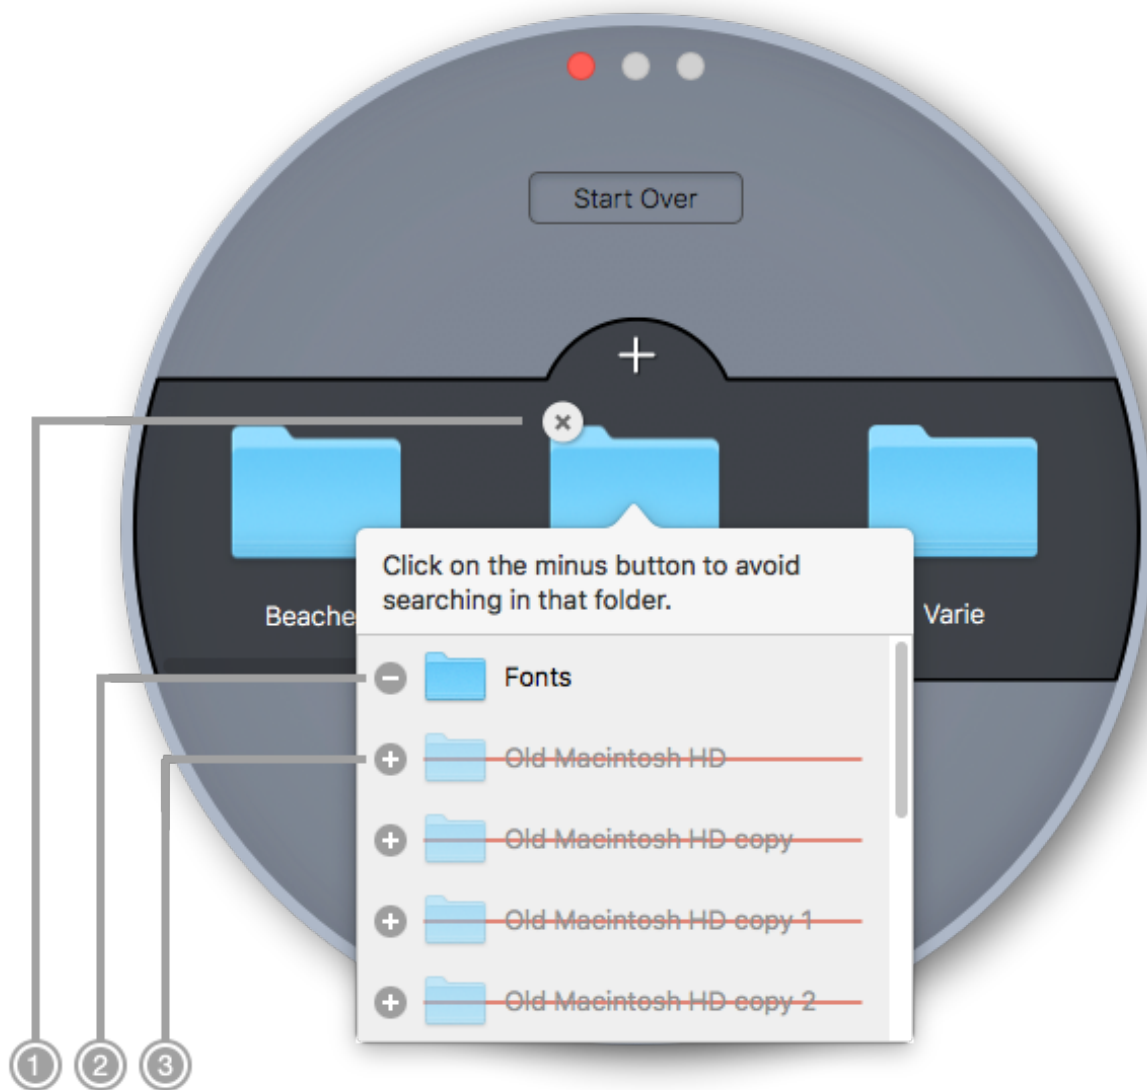 Start Over
+
Beache
Varie
Click on the minus button to avoid
searching in that folder.
Fonts
Old Macintosh HD
Old Macintosh HD copy
Old Macintosh HD copy 1
Old Macintosh HD copy 2
1 2 3